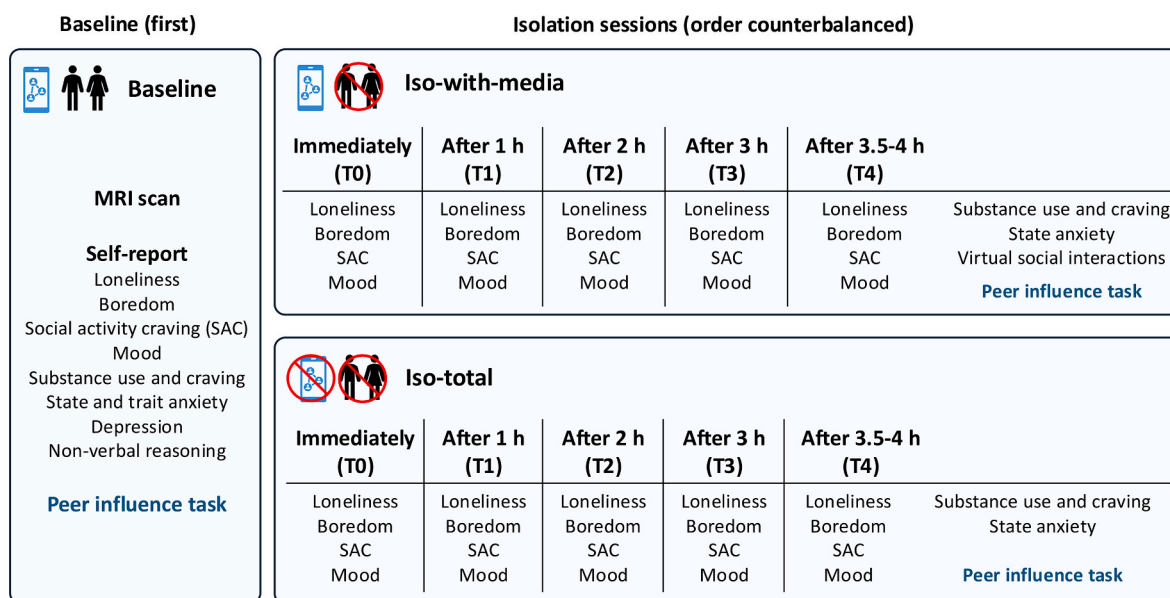 Baseline (first)
Isolation sessions (order counterbalanced)
Baseline
MRI scan
Self-report
Loneliness
Boredom
Social activity craving (SAC)
Mood
Substance use and craving
State and trait anxiety
Depression
Non-verbal reasoning
Peer influence task
Iso-with-media
Immediately After 1 h After 2 h After 3 h After 3.5-4 h
(T0) (T1) (T2) (T3) (T4)
Loneliness Loneliness Loneliness Loneliness Loneliness Substance use and craving
Boredom Boredom Boredom Boredom Boredom State anxiety
SAC SAC SAC SAC SAC Virtual social interactions
Mood Mood Mood Mood Mood
Peer influence task
Iso-total
Immediately After 1 h After 2 h After 3 h After 3.5-4 h
(T0) (T1) (T2) (T3) (T4)
Loneliness Loneliness Loneliness Loneliness Loneliness Substance use and craving
Boredom Boredom Boredom Boredom Boredom State anxiety
SAC SAC SAC SAC SAC
Mood Mood Mood Mood Mood Peer influence task